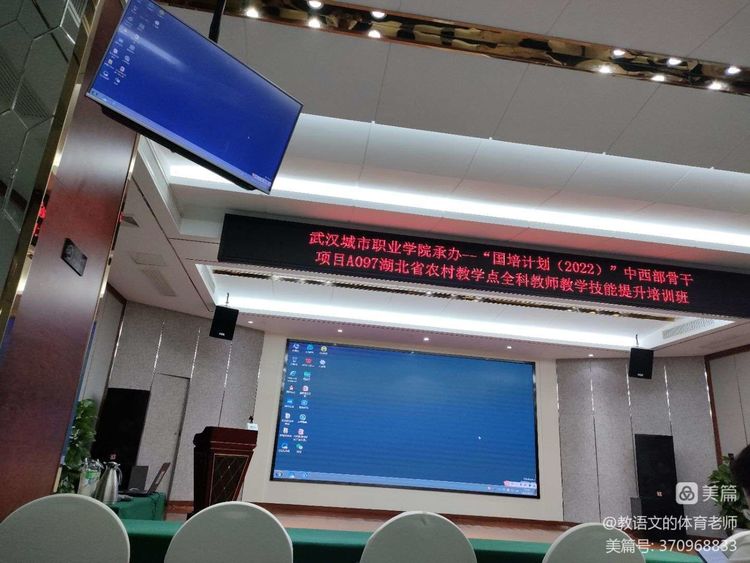 武汉城市职业学院承办--“国培计划（2022）”中西部骨干
项目A097湖北省农村教学点全科教师教学技能提升培训班
美篇
@教语文的体育老师
美篇号: 370968833